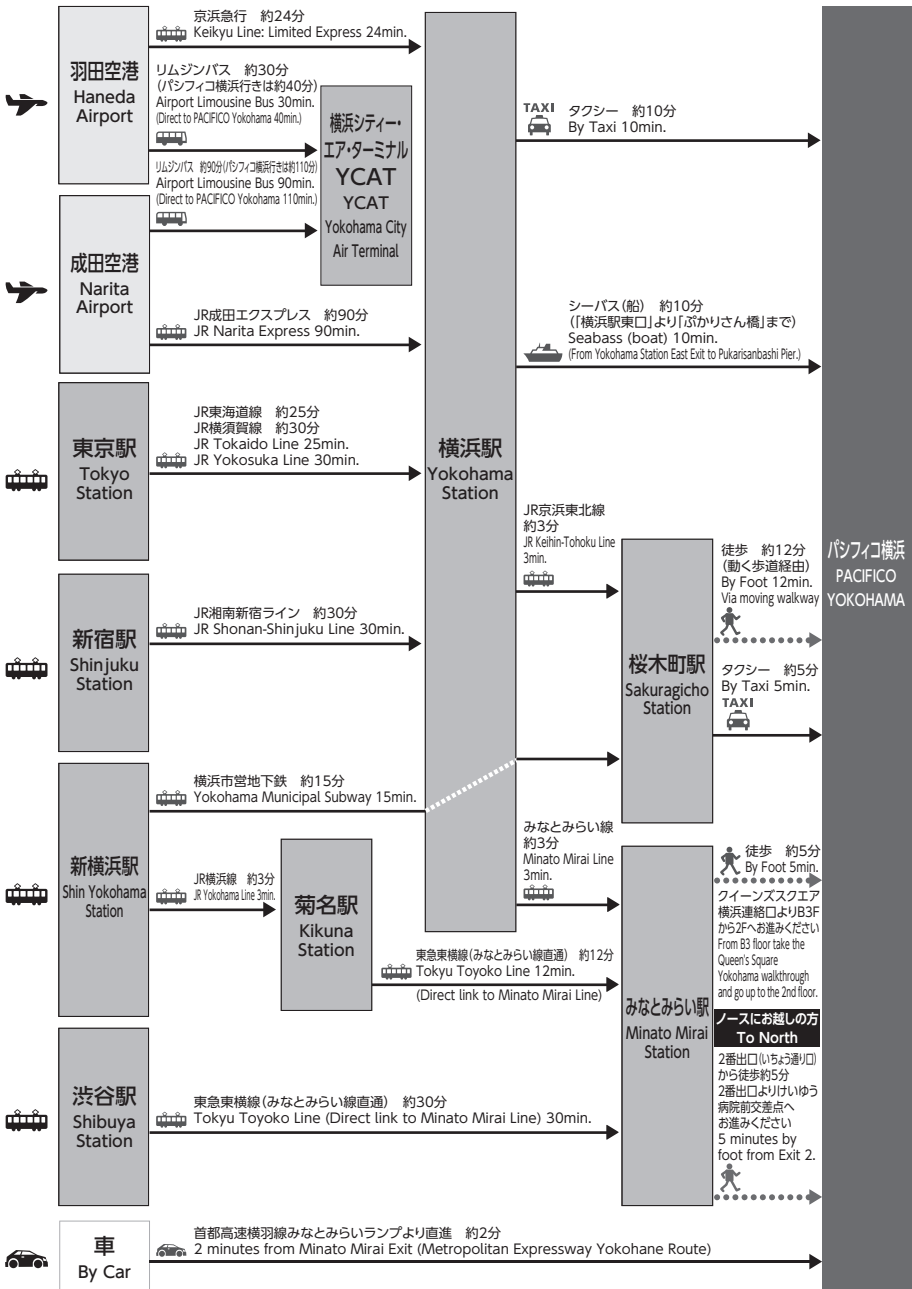 京浜急行 約24分
Keikyu Line: Limited Express 24min.
羽田空港
Haneda
Airport
リムジンバス 約30分
(パシフィコ横浜行きは約40分)
Airport Limousine Bus 30min.
(Direct to PACIFICO Yokohama 40min.)
リムジンバス 約90分(パシフィコ横浜行きは約110分)
Airport Limousine Bus 90min.
(Direct to PACIFICO Yokohama 110min.)
横浜シティー・
エア・ターミナル
YCAT
YCAT
Yokohama City
Air Terminal
成田空港
Narita
Airport
JR成田エクスプレス 約90分
JR Narita Express 90min.
東京駅
Tokyo
Station
JR東海道線 約25分
JR横須賀線 約30分
JR Tokaido Line 25min.
JR Yokosuka Line 30min.
新宿駅
Shinjuku
Station
JR湘南新宿ライン 約30分
JR Shonan-Shinjuku Line 30min.
横浜駅
Yokohama
Station
TAXI
タクシー 約10分
By Taxi 10min.
シーバス(船) 約10分
(「横浜駅東口」より「ぷかりさん橋」まで)
Seabass (boat) 10min.
(From Yokohama Station East Exit to Pukarisanbashi Pier.)
JR京浜東北線
約3分
JR Keihin-Tohoku Line
3min.
桜木町駅
Sakuragicho
Station
徒歩 約12分
(動く歩道経由)
By Foot 12min.
Via moving walkway
タクシー 約5分
By Taxi 5min.
TAXI
パシフィコ横浜
PACIFICO
YOKOHAMA
新横浜駅
Shin Yokohama
Station
横浜市営地下鉄 約15分
Yokohama Municipal Subway 15min.
JR横浜線 約3分
JR Yokohama Line 3min.
菊名駅
Kikuna
Station
みなとみらい線
約3分
Minato Mirai Line
3min.
東急東横線(みなとみらい線直通) 約12分
Tokyu Toyoko Line 12min.
(Direct link to Minato Mirai Line)
みなとみらい駅
Minato Mirai
Station
徒歩 約5分
By Foot 5min.
クイーンズスクエア
横浜連絡口よりB3F
から2Fへお進みください
From B3 floor take the
Queen's Square
Yokohama walkthrough
and go up to the 2nd floor.
ノースにお越しの方
To North
2番出口(いちょう通り口)
から徒歩約5分
2番出口よりけいゆう
病院前交差点へ
お進みください
5 minutes by
foot from Exit 2.
渋谷駅
Shibuya
Station
東急東横線(みなとみらい線直通) 約30分
Tokyu Toyoko Line (Direct link to Minato Mirai Line) 30min.
車
By Car
首都高速横羽線みなとみらいランプより直進 約2分
2 minutes from Minato Mirai Exit (Metropolitan Expressway Yokohane Route)